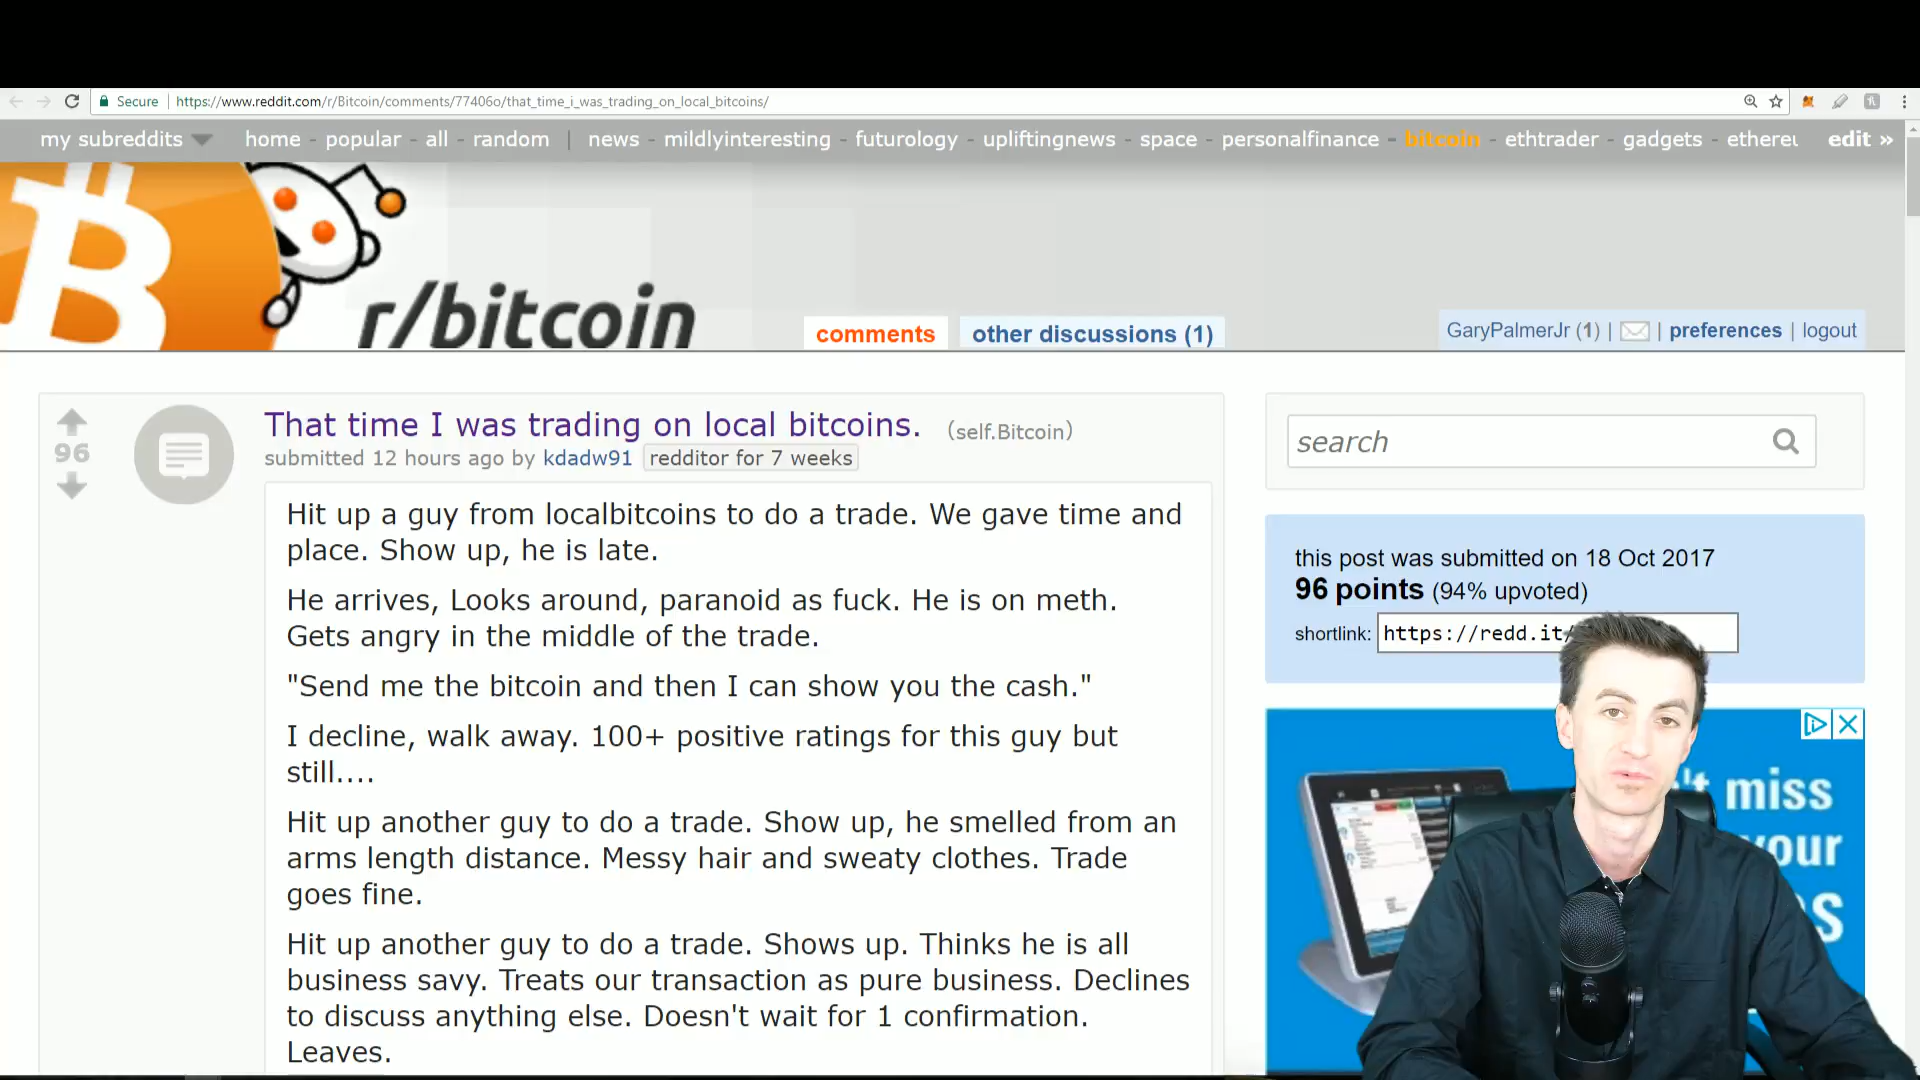 Secure | https://www.reddit.com/r/Bitcoin/comments/77406o/that_time_i_was_trading_on_local_bitcoins/
my subreddits home - popular - all - random | news - mildlyinteresting - futurology - upliftingnews - space - personalfinance - bitcoin - ethtrader - gadgets - ethereu edit »
r/bitcoin
comments other discussions (1)
GaryPalmerJr (1) | | preferences | logout
That time I was trading on local bitcoins. (self.Bitcoin)
96
submitted 12 hours ago by kdadw91 redditor for 7 weeks
Hit up a guy from localbitcoins to do a trade. We gave time and
place. Show up, he is late.
He arrives, Looks around, paranoid as fuck. He is on meth.
Gets angry in the middle of the trade.
"Send me the bitcoin and then I can show you the cash."
I decline, walk away. 100+ positive ratings for this guy but
still....
Hit up another guy to do a trade. Show up, he smelled from an
arms length distance. Messy hair and sweaty clothes. Trade
goes fine.
Hit up another guy to do a trade. Shows up. Thinks he is all
business savy. Treats our transaction as pure business. Declines
to discuss anything else. Doesn't wait for 1 confirmation.
Leaves.
search
this post was submitted on 18 Oct 2017
96 points (94% upvoted)
shortlink: https://redd.it/
't miss
your